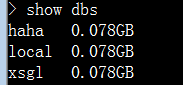 > show dbs
haha   0.078GB
local  0.078GB
xsgl   0.078GB